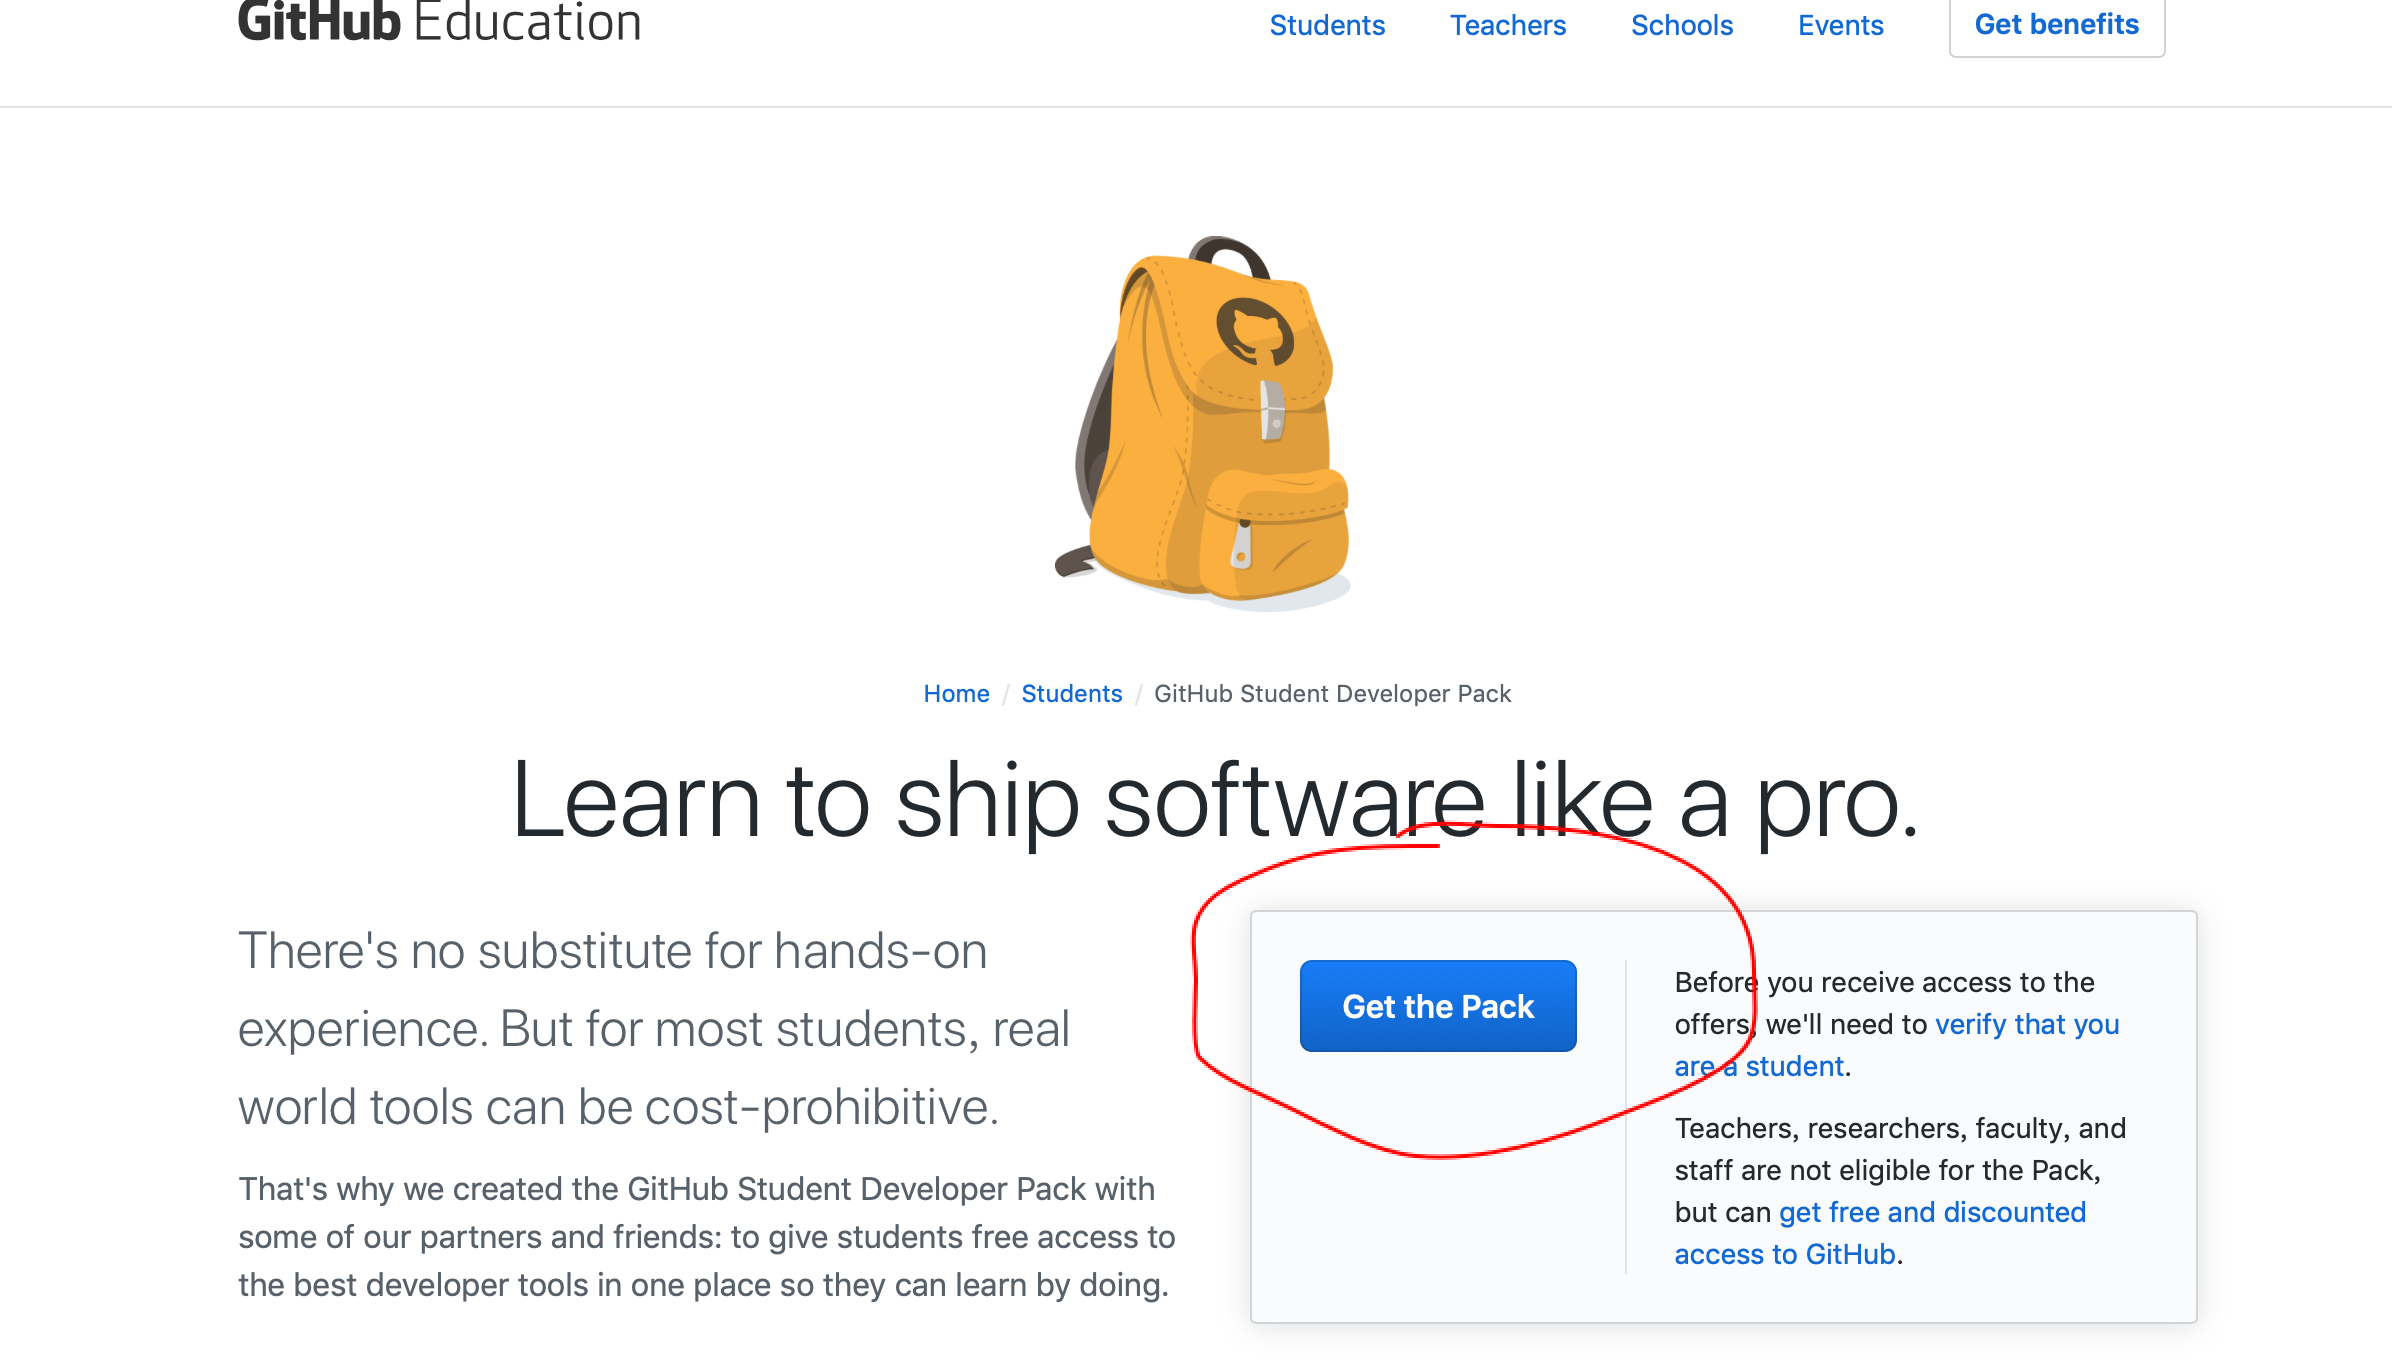 GitHub Education
Students Teachers Schools Events Get benefits
Home / Students / GitHub Student Developer Pack
Learn to ship software like a pro.
There's no substitute for hands-on
experience. But for most students, real
world tools can be cost-prohibitive.
That's why we created the GitHub Student Developer Pack with
some of our partners and friends: to give students free access to
the best developer tools in one place so they can learn by doing.
Get the Pack
Before you receive access to the
offers, we'll need to verify that you
are a student.
Teachers, researchers, faculty, and
staff are not eligible for the Pack,
but can get free and discounted
access to GitHub.